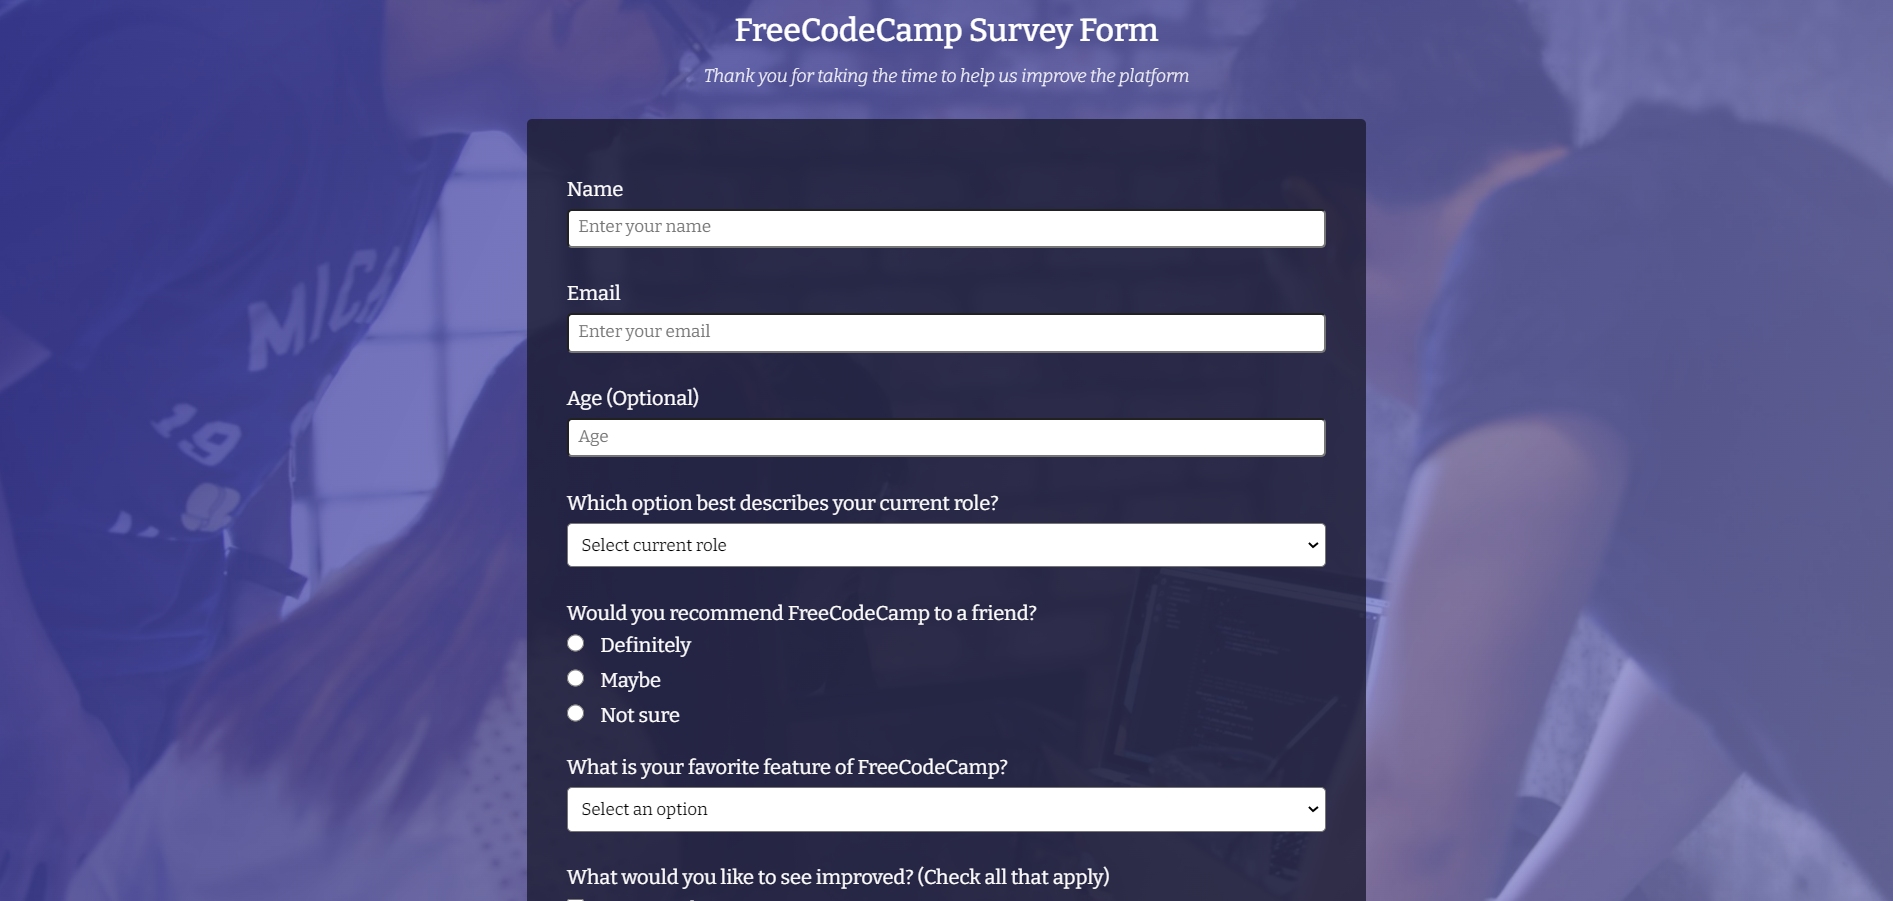 FreeCodeCamp Survey Form
Thank you for taking the time to help us improve the platform
Name
Enter your name
Email
Enter your email
Age (Optional)
Age
Which option best describes your current role?
Select current role
Would you recommend FreeCodeCamp to a friend?
Definitely
Maybe
Not sure
What is your favorite feature of FreeCodeCamp?
Select an option
What would you like to see improved? (Check all that apply)
MICH
19